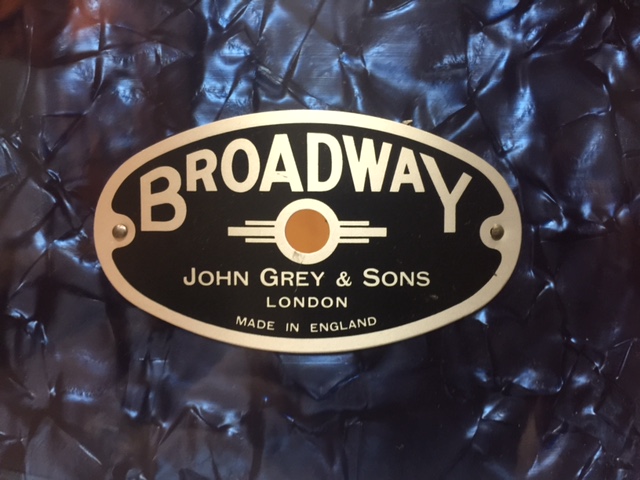 BROADWAY
JOHN GREY & SONS
LONDON
MADE IN ENGLAND